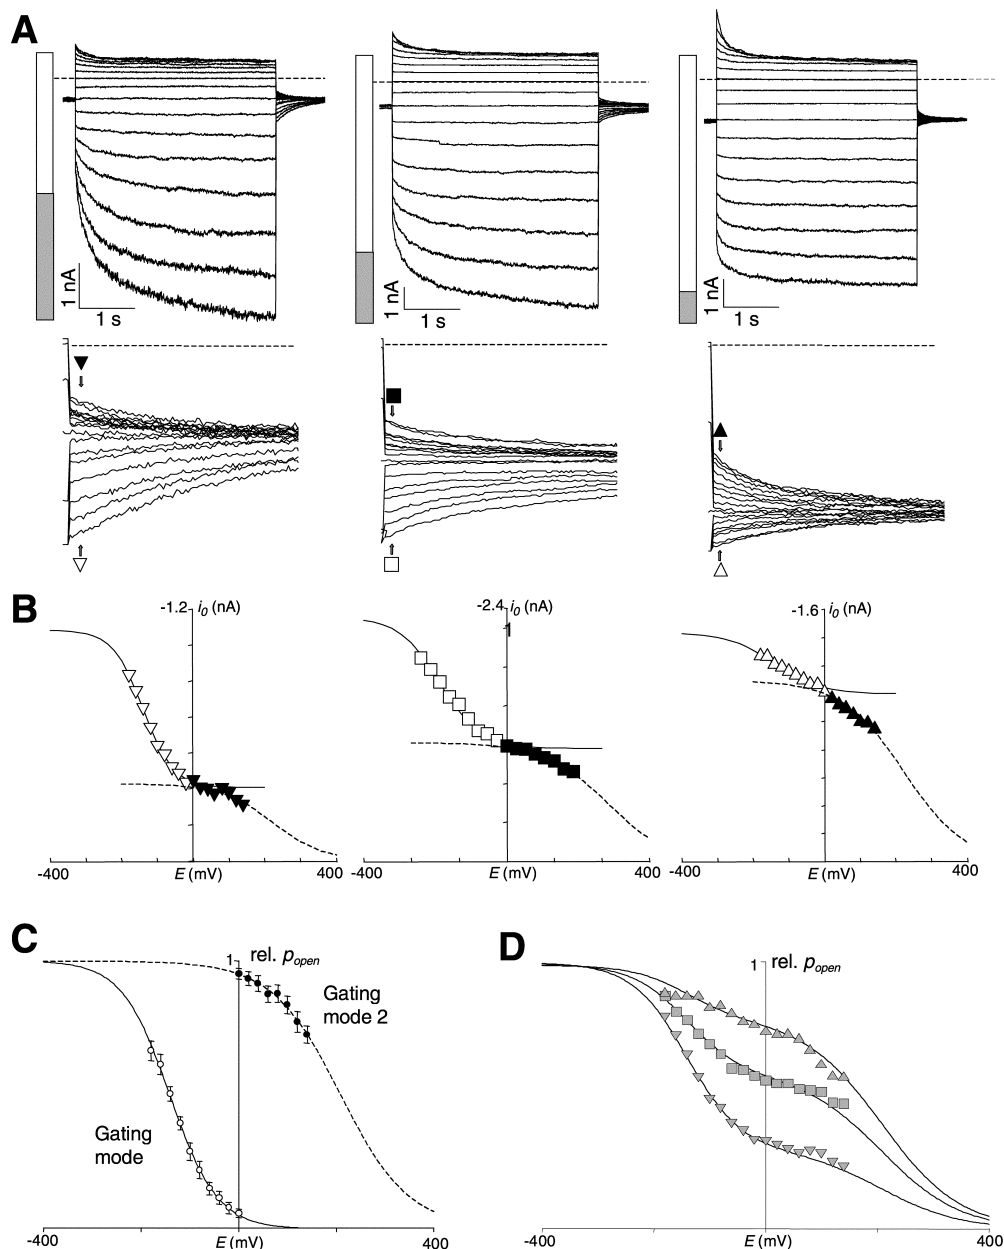 A
1 nA
1 s
1 nA
1 s
1 nA
1 s
B
-1.2 i0 (nA)
-2.4 i0 (nA)
1
-1.6 i0 (nA)
-400
E (mV)
400
-400
E (mV)
400
-400
E (mV)
400
C
1
rel. popen
Gating
mode 2
Gating
mode
-400
E (mV)
400
D
1
rel. popen
-400
E (mV)
400